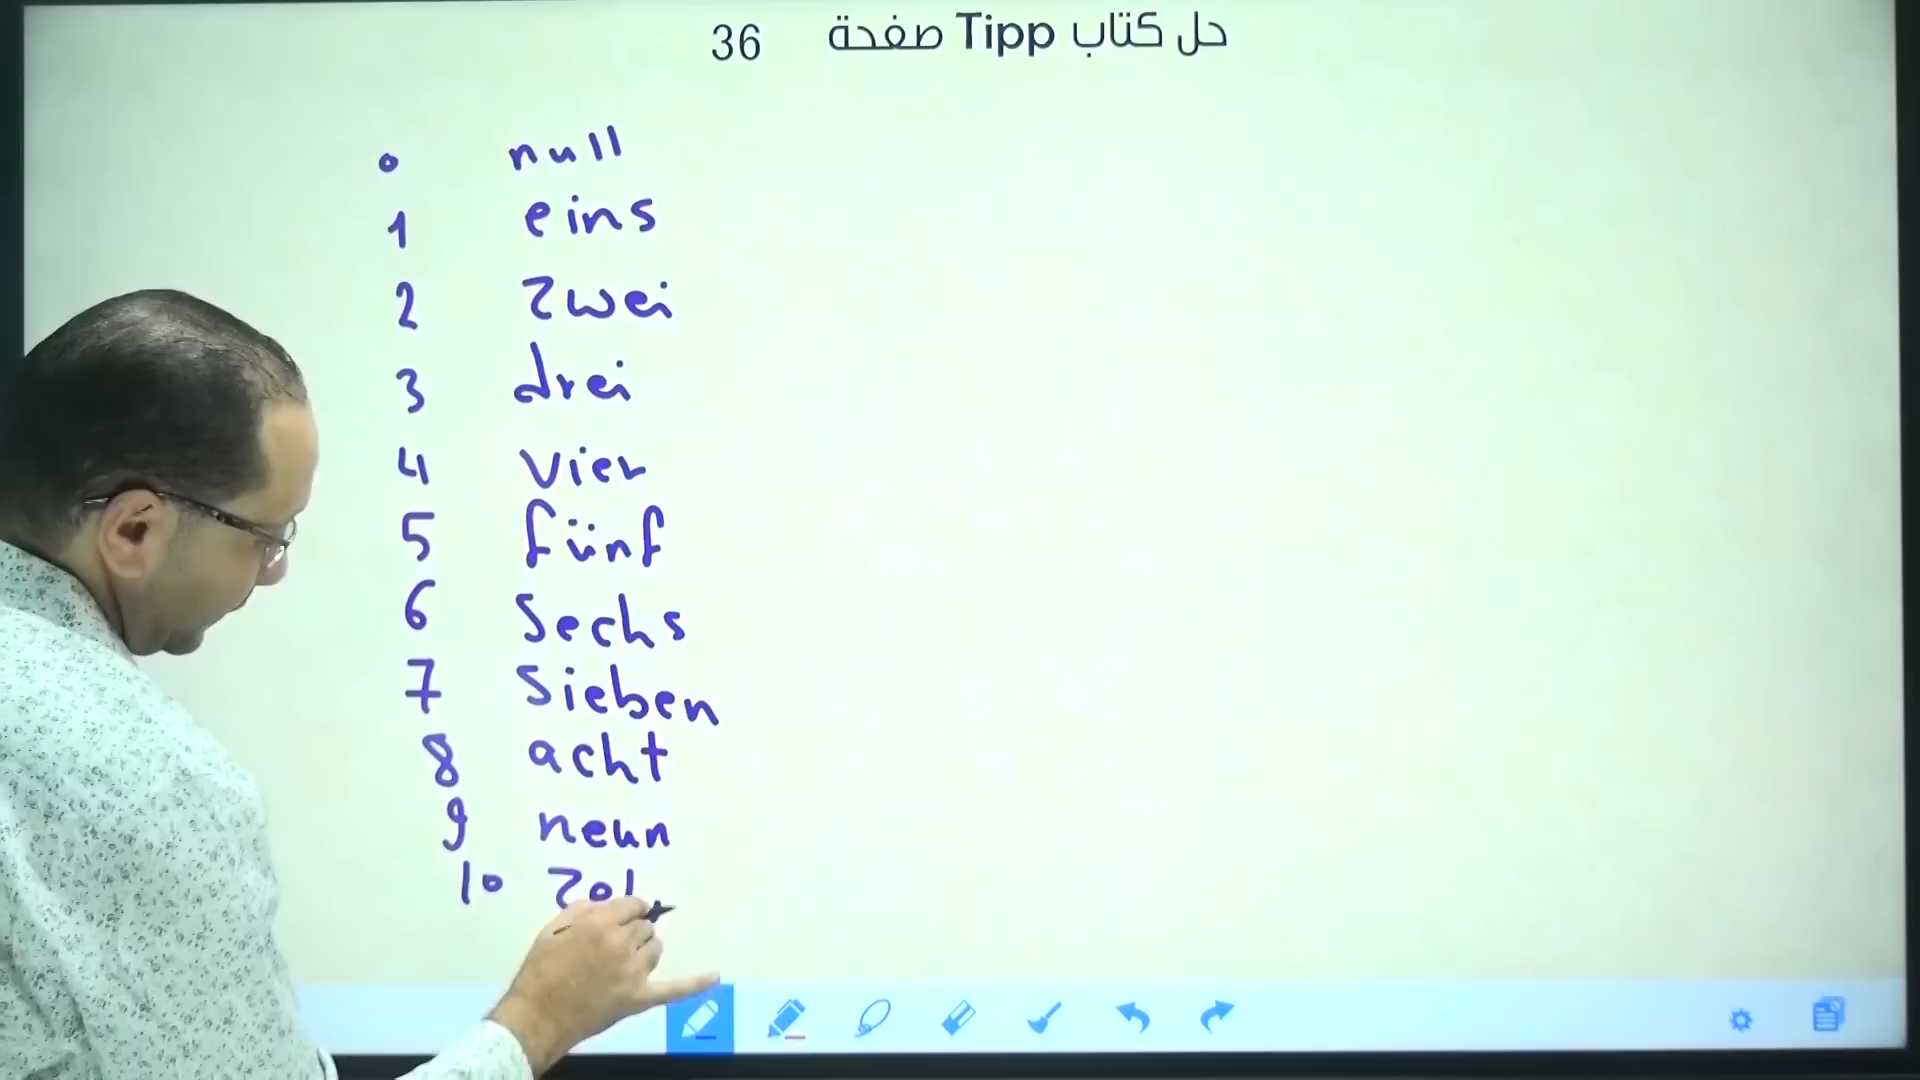 حل كتاب Tipp صفحة 36
0 null
1 eins
2 zwei
3 drei
4 vier
5 fünf
6 Sechs
7 Sieben
8 acht
9 neun
10